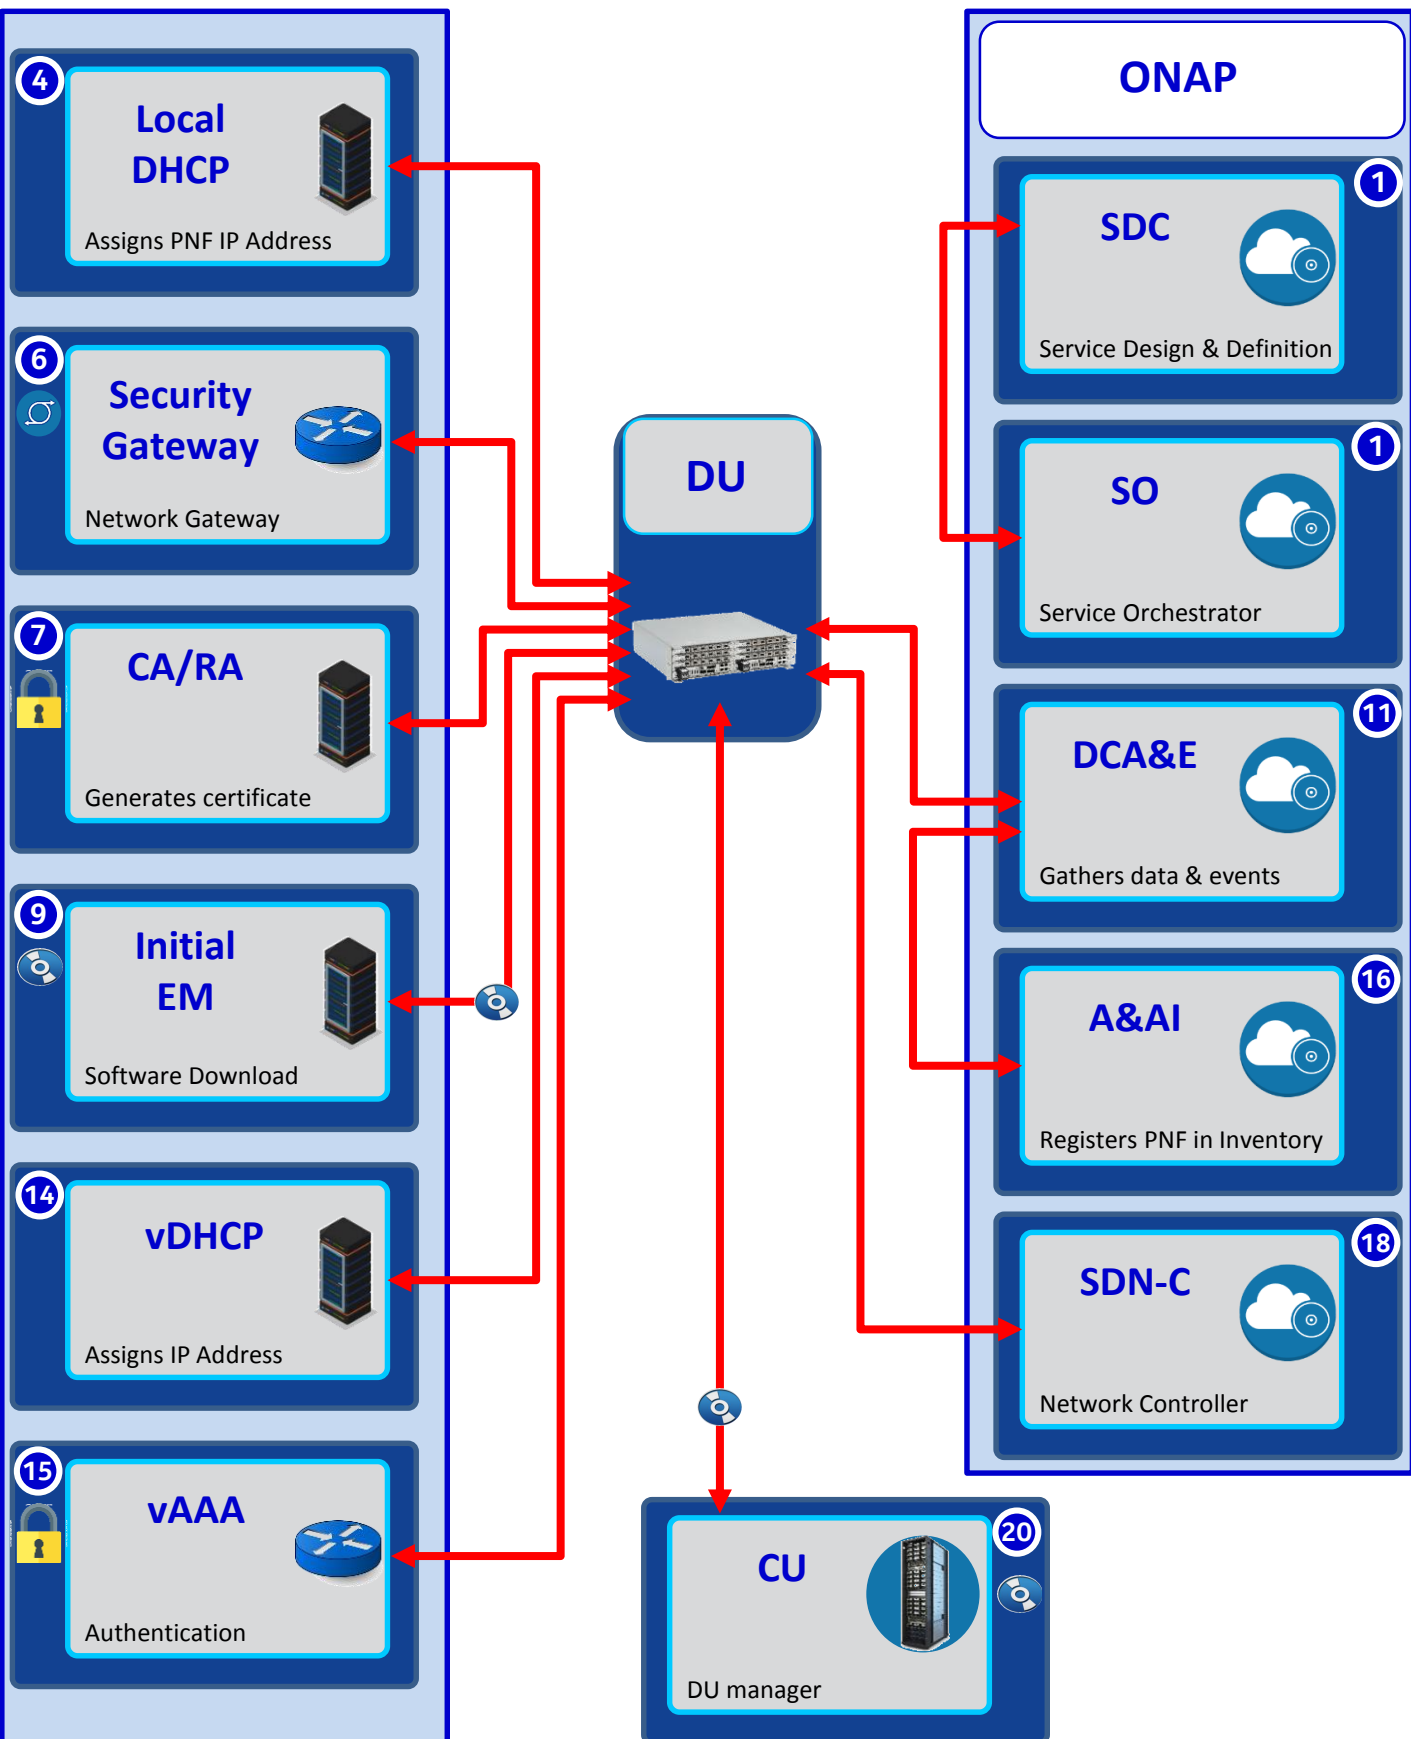 4
Local
DHCP
Assigns PNF IP Address
6
Security
Gateway
Network Gateway
7
CA/RA
Generates certificate
9
Initial
EM
Software Download
14
vDHCP
Assigns IP Address
15
vAAA
Authentication
DU
20
CU
DU manager
ONAP
1
SDC
Service Design & Definition
1
SO
Service Orchestrator
11
DCA&E
Gathers data & events
16
A&AI
Registers PNF in Inventory
18
SDN-C
Network Controller